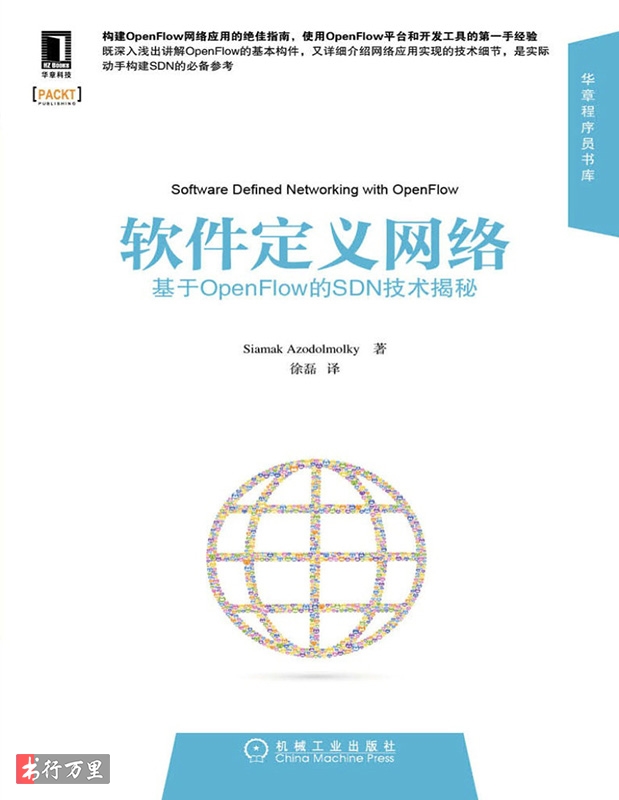 构建OpenFlow网络应用的绝佳指南，使用OpenFlow平台和开发工具的第一手经验
既深入浅出讲解OpenFlow的基本构件，又详细介绍网络应用实现的技术细节，是实际
动手构建SDN的必备参考
HZ Books
华章科技
[PACKT]
PUBLISHING
华章程序员书库
Software Defined Networking with OpenFlow
软件定义网络
基于OpenFlow的SDN技术揭秘
Siamak Azodolmolky 著
徐磊 译
机械工业出版社
China Machine Press
书行万里